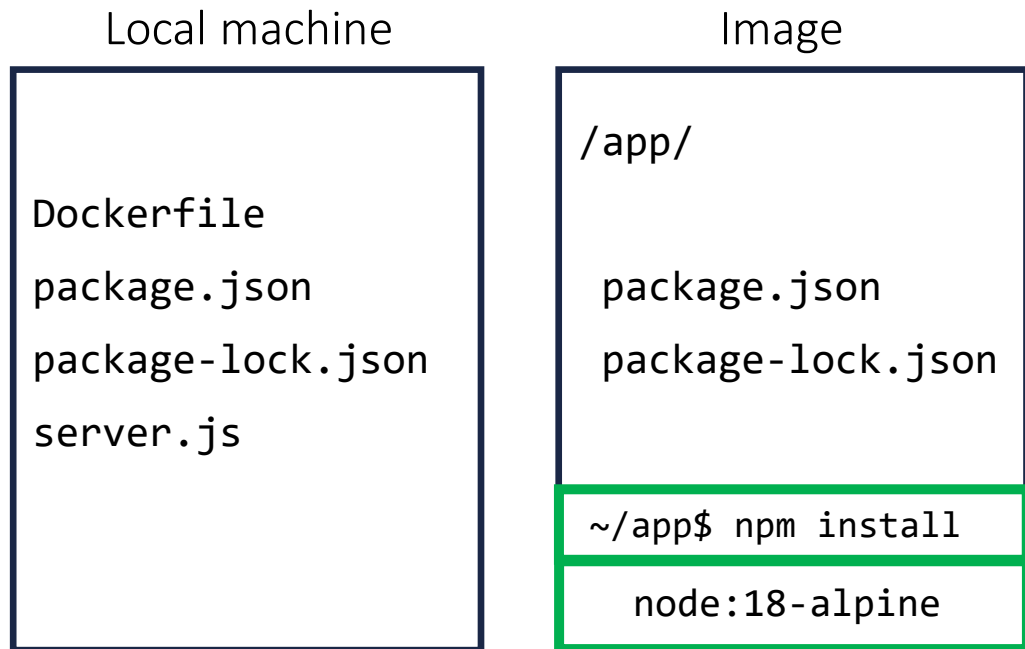 Local machine
Dockerfile
package.json
package-lock.json
server.js
Image
/app/
package.json
package-lock.json
~/app$ npm install
node:18-alpine